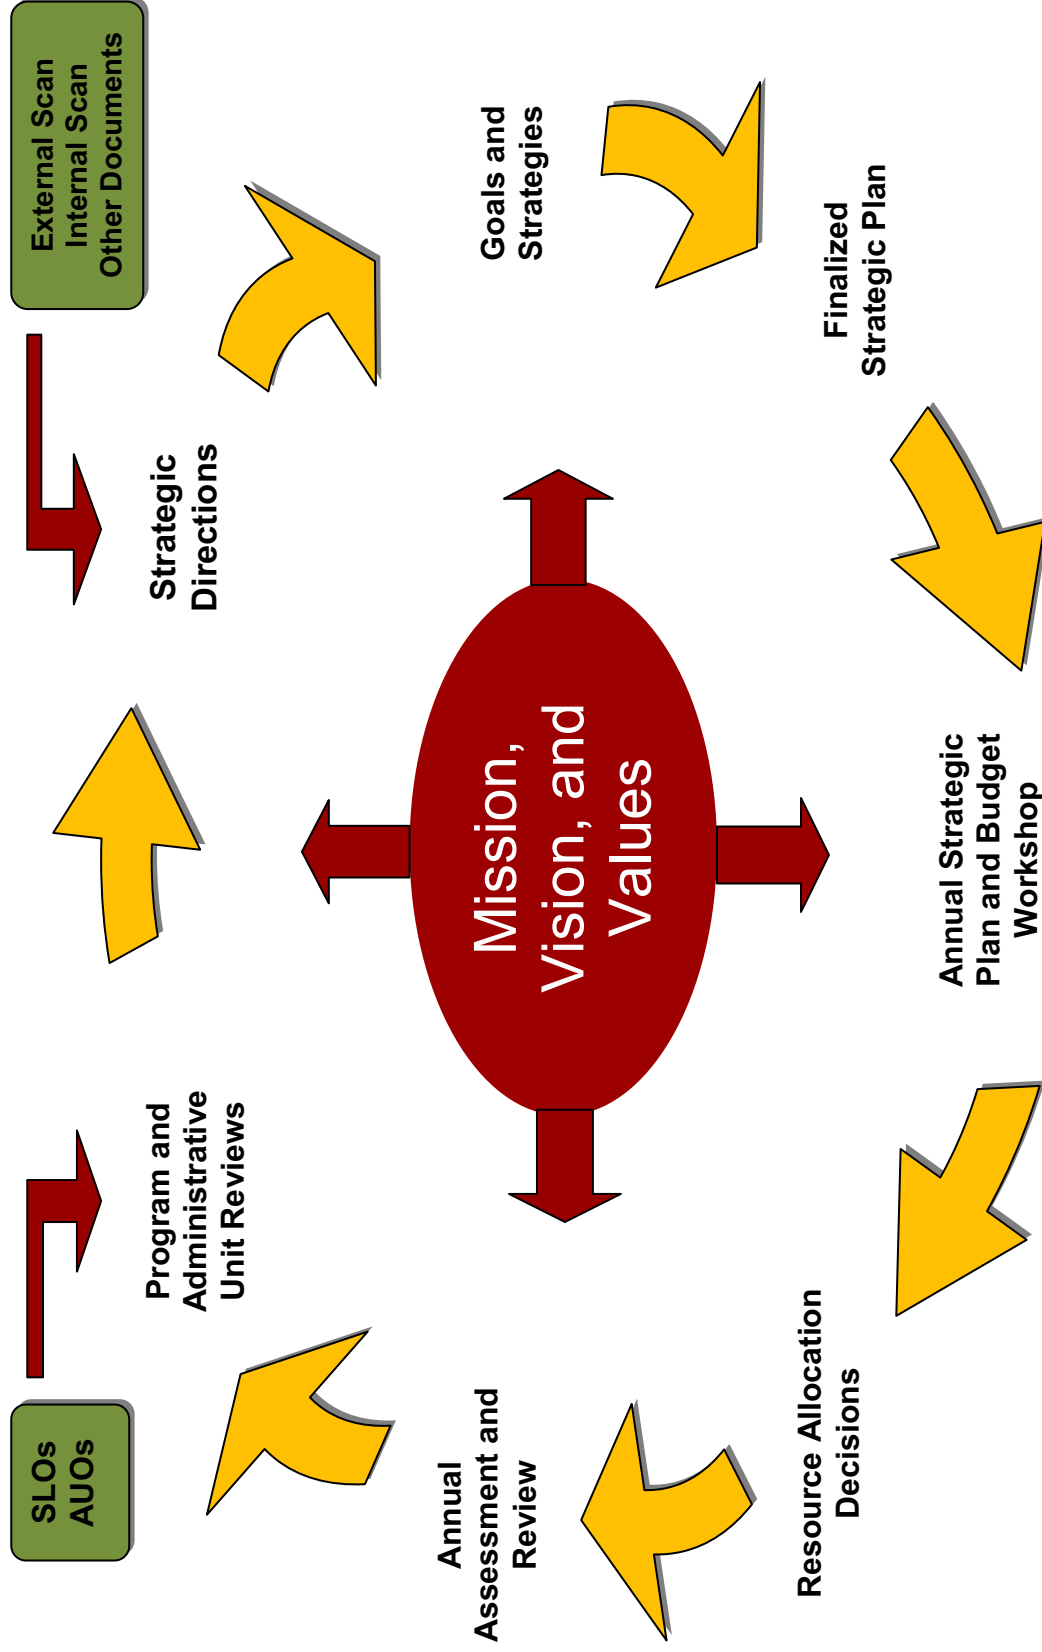 SLOs
AUOs
External Scan
Internal Scan
Other Documents
Program and
Administrative
Unit Reviews
Strategic
Directions
Goals and
Strategies
Finalized
Strategic Plan
Annual Strategic
Plan and Budget
Workshop
Resource Allocation
Decisions
Annual
Assessment and
Review
Mission,
Vision, and
Values